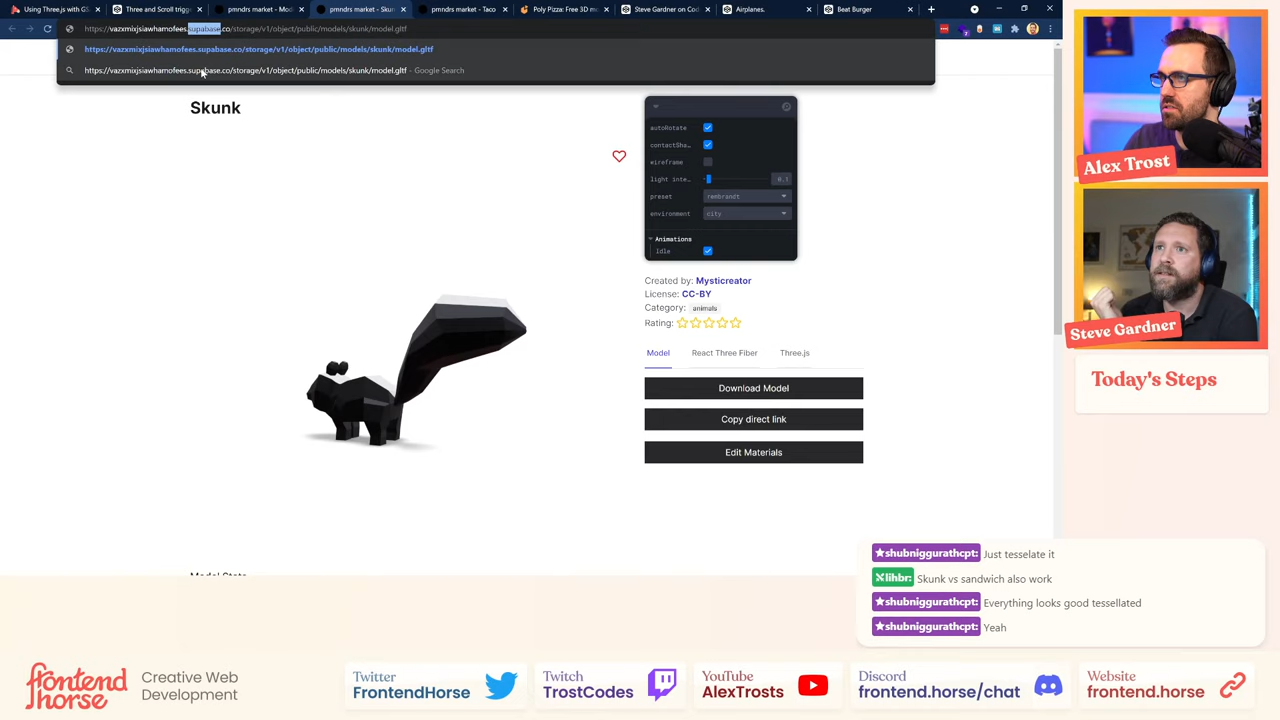 Using Three.js with GS
Three and Scroll trigg
pmndrs market - Mode
pmndrs market - Skun
pmndrs market - Taco
Poly Pizza: Free 3D mo
Steve Gardner on Cod
Airplanes.
Beat Burger
https://vazxmixjsiawhamofees.supabase.co/storage/v1/object/public/models/skunk/model.gltf
https://vazxmixjsiawhamofees.supabase.co/storage/v1/object/public/models/skunk/model.gltf
https://vazxmixjsiawhamofees.supabase.co/storage/v1/object/public/models/skunk/model.gltf - Google Search
Skunk
autoRotate
contactSha...
wireframe
light inte... 0.1
preset rembrandt
environment city
Animations
Idle
Created by: Mysticreator
License: CC-BY
Category: animals
Rating:
Model React Three Fiber Three.js
Download Model
Copy direct link
Edit Materials
Alex Trost
Steve Gardner
Today's Steps
shubniggurathcpt: Just tesselate it
lihbr: Skunk vs sandwich also work
shubniggurathcpt: Everything looks good tessellated
shubniggurathcpt: Yeah
frontend horse
Creative Web Development
Twitter
FrontendHorse
Twitch
TrostCodes
YouTube
AlexTrosts
Discord
frontend.horse/chat
Website
frontend.horse